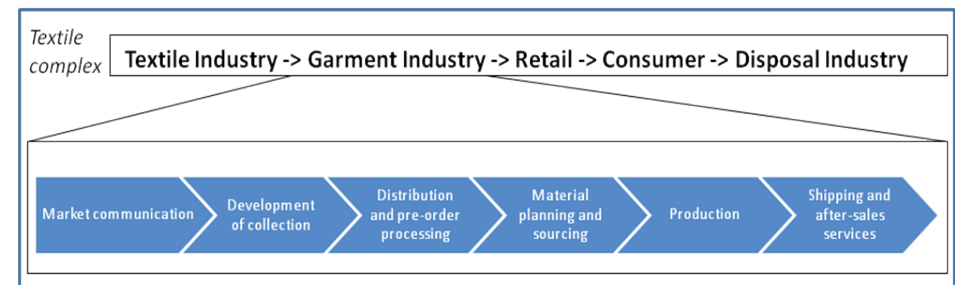 Textile
complex
Textile Industry -> Garment Industry -> Retail -> Consumer -> Disposal Industry
Market communication
Development
of collection
Distribution
and pre-order
processing
Material
planning and
sourcing
Production
Shipping and
after-sales
services